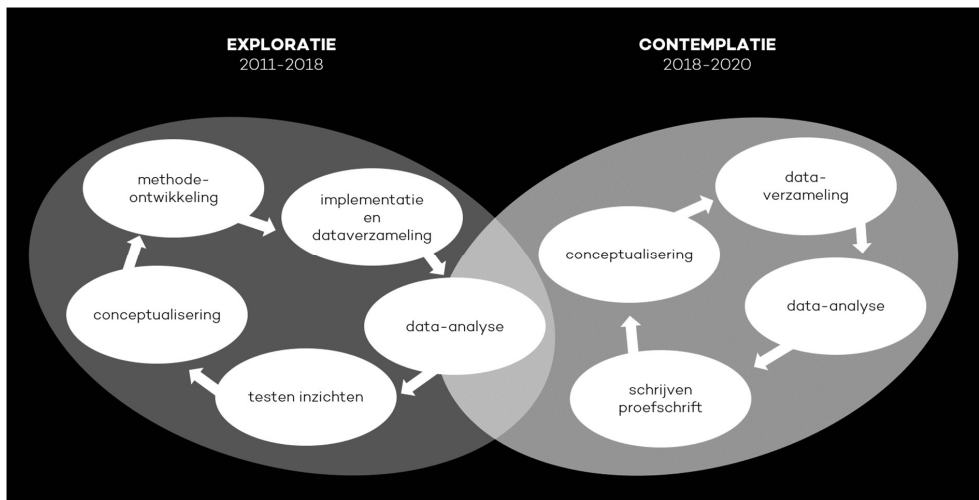 EXPLORATIE
2011-2018
methode-
ontwikkeling
implementatie
en
dataverzameling
conceptualisering
data-analyse
testen inzichten
CONTEMPLATIE
2018-2020
data-
verzameling
conceptualisering
data-analyse
schrijven
proefschrift